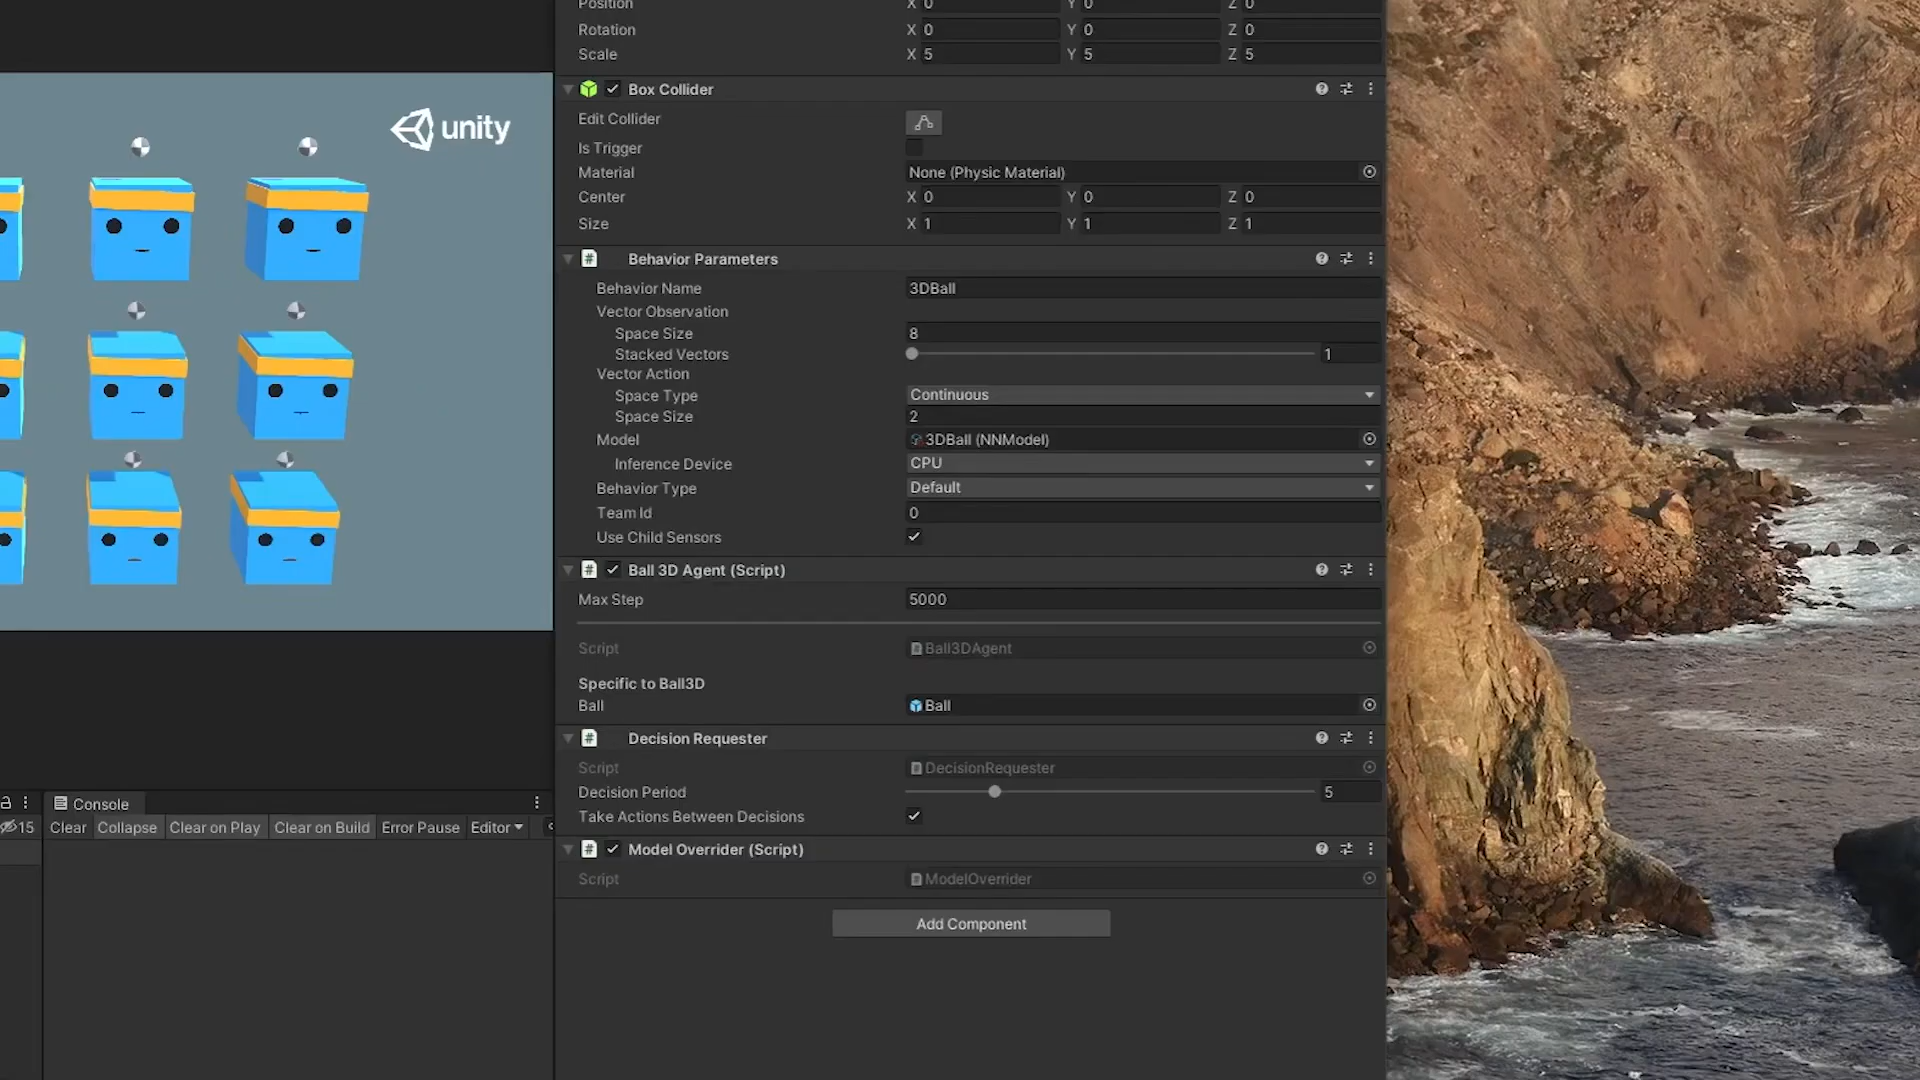 Position X 0 Y 0 Z 0
Rotation X 0 Y 0 Z 0
Scale X 5 Y 5 Z 5
unity
Box Collider
Edit Collider
Is Trigger
Material None (Physic Material)
Center X 0 Y 0 Z 0
Size X 1 Y 1 Z 1
# Behavior Parameters
Behavior Name 3DBall
Vector Observation
Space Size 8
Stacked Vectors 1
Vector Action
Space Type Continuous
Space Size 2
Model 3DBall (NNModel)
Inference Device CPU
Behavior Type Default
Team Id 0
Use Child Sensors
# Ball 3D Agent (Script)
Max Step 5000
Script Ball3DAgent
Specific to Ball3D
Ball Ball
# Decision Requester
Script DecisionRequester
Decision Period 5
Take Actions Between Decisions
# Model Overrider (Script)
Script ModelOverrider
Add Component
Console
15 Clear Collapse Clear on Play Clear on Build Error Pause Editor